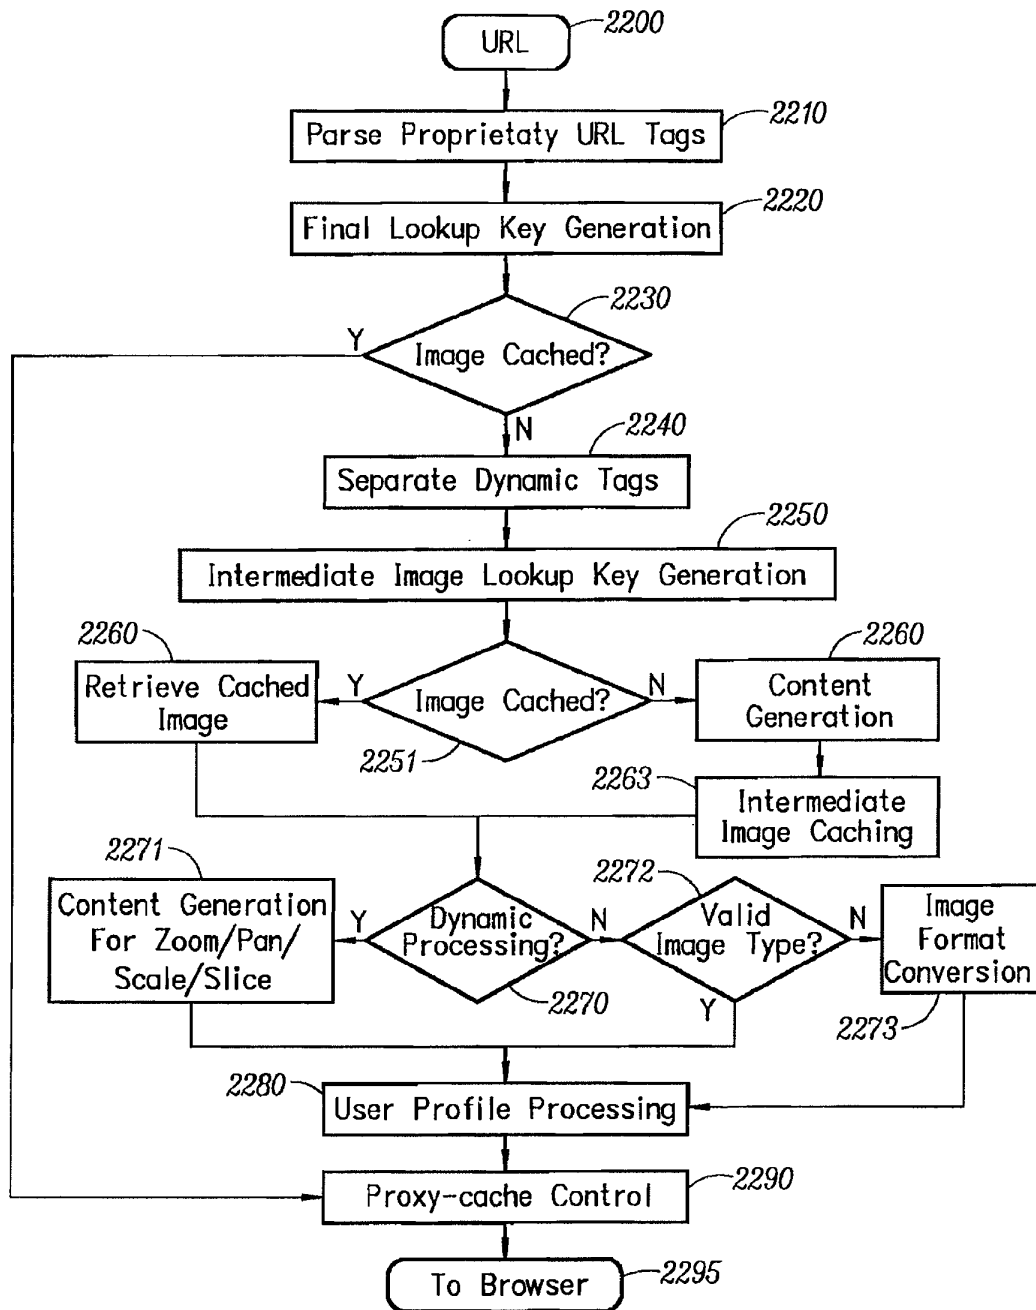 2200
URL
2210
Parse Proprietaty URL Tags
2220
Final Lookup Key Generation
2230
Y
Image Cached?
N
2240
Separate Dynamic Tags
2250
Intermediate Image Lookup Key Generation
2260
2260
Retrieve Cached
Image
Y
Image Cached?
N
Content
Generation
2251
2263
Intermediate
Image Caching
2271
2272
Content Generation
For Zoom/Pan/
Scale/Slice
Y
Dynamic
Processing?
N
Valid
Image Type?
N
Image
Format
Conversion
2270
Y
2273
2280
User Profile Processing
2290
Proxy-cache Control
To Browser
2295